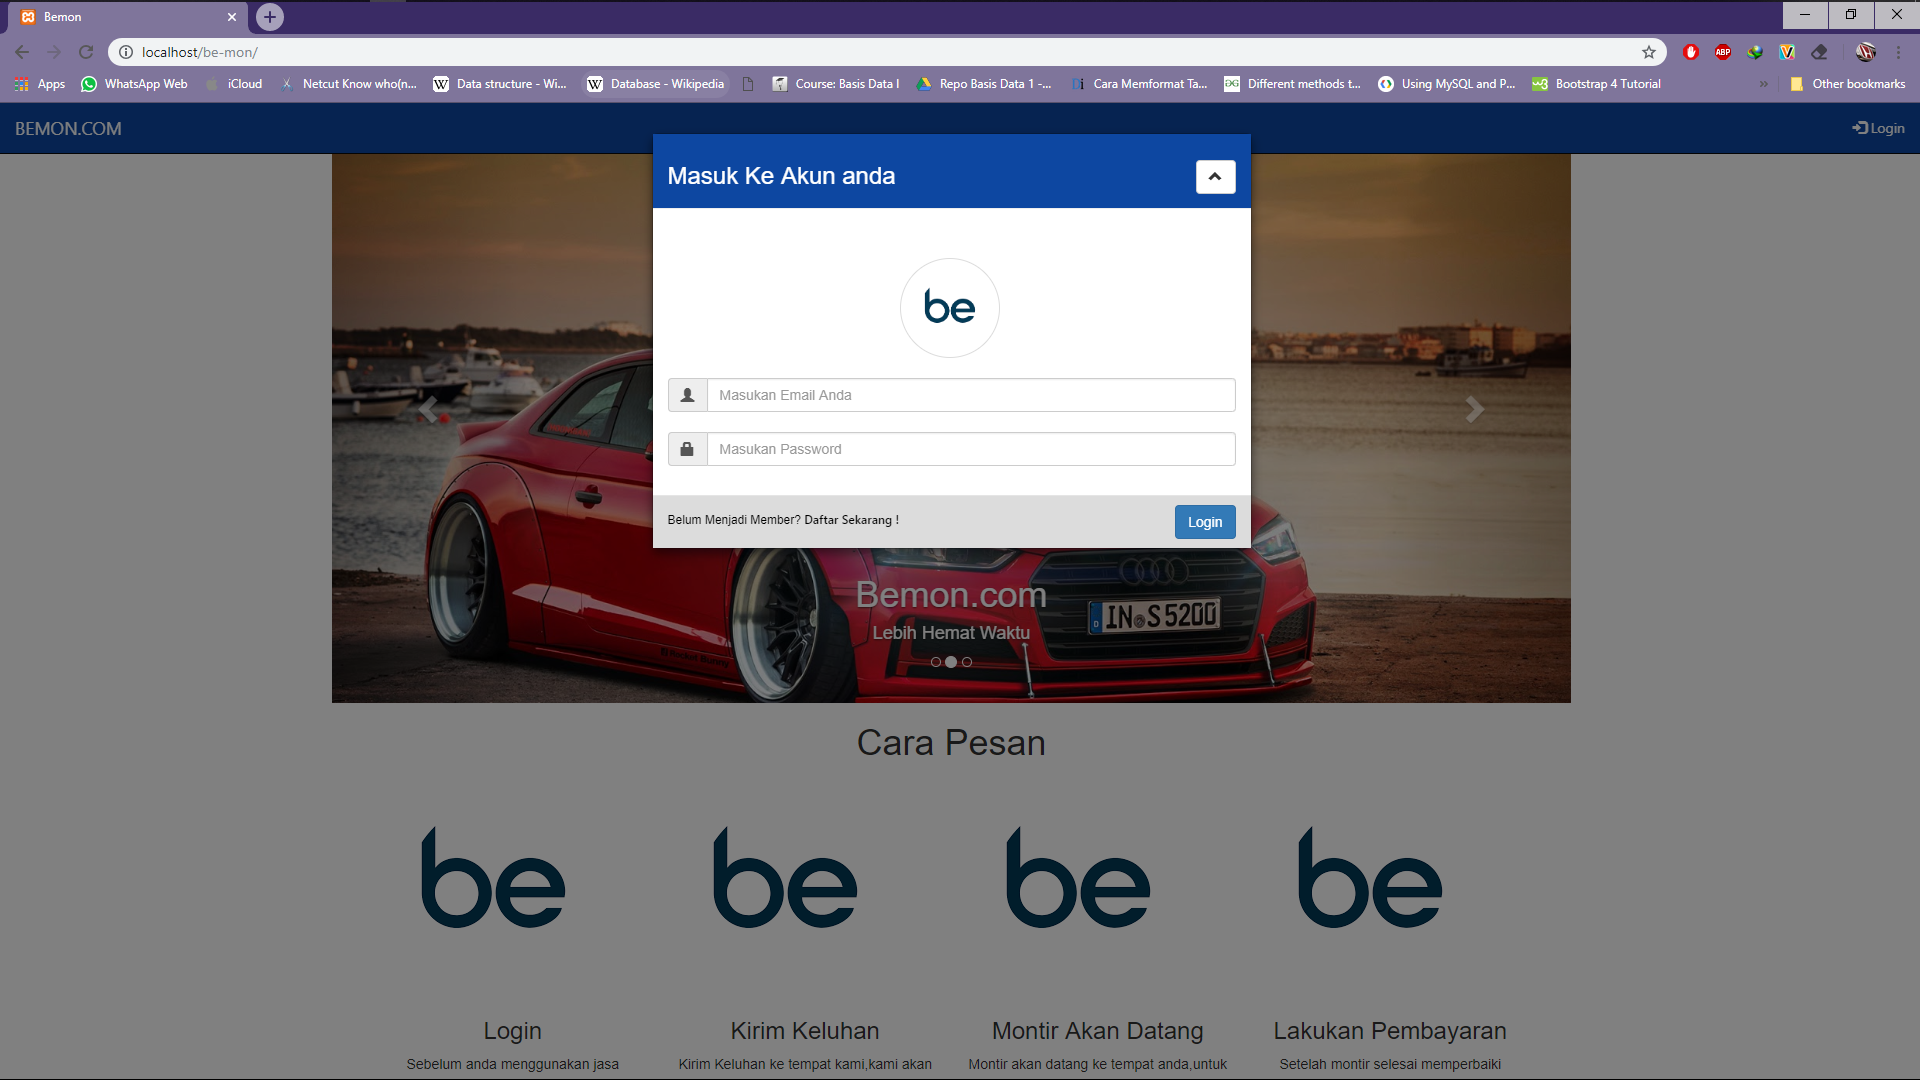 Bemon
localhost/be-mon/
ABP
Apps
WhatsApp Web
iCloud
Netcut Know who(n...
Data structure - Wi...
Database - Wikipedia
Course: Basis Data I
Repo Basis Data 1 -...
Cara Memformat Ta...
Different methods t...
Using MySQL and P...
Bootstrap 4 Tutorial
Other bookmarks
BEMON.COM
Login
Masuk Ke Akun anda
be
Masukan Email Anda
Masukan Password
Belum Menjadi Member? Daftar Sekarang !
Login
IN S 5200
Bemon.com
Lebih Hemat Waktu
Cara Pesan
be
be
be
be
Login
Kirim Keluhan
Montir Akan Datang
Lakukan Pembayaran
Sebelum anda menggunakan jasa
Kirim Keluhan ke tempat kami,kami akan
Montir akan datang ke tempat anda,untuk
Setelah montir selesai memperbaiki